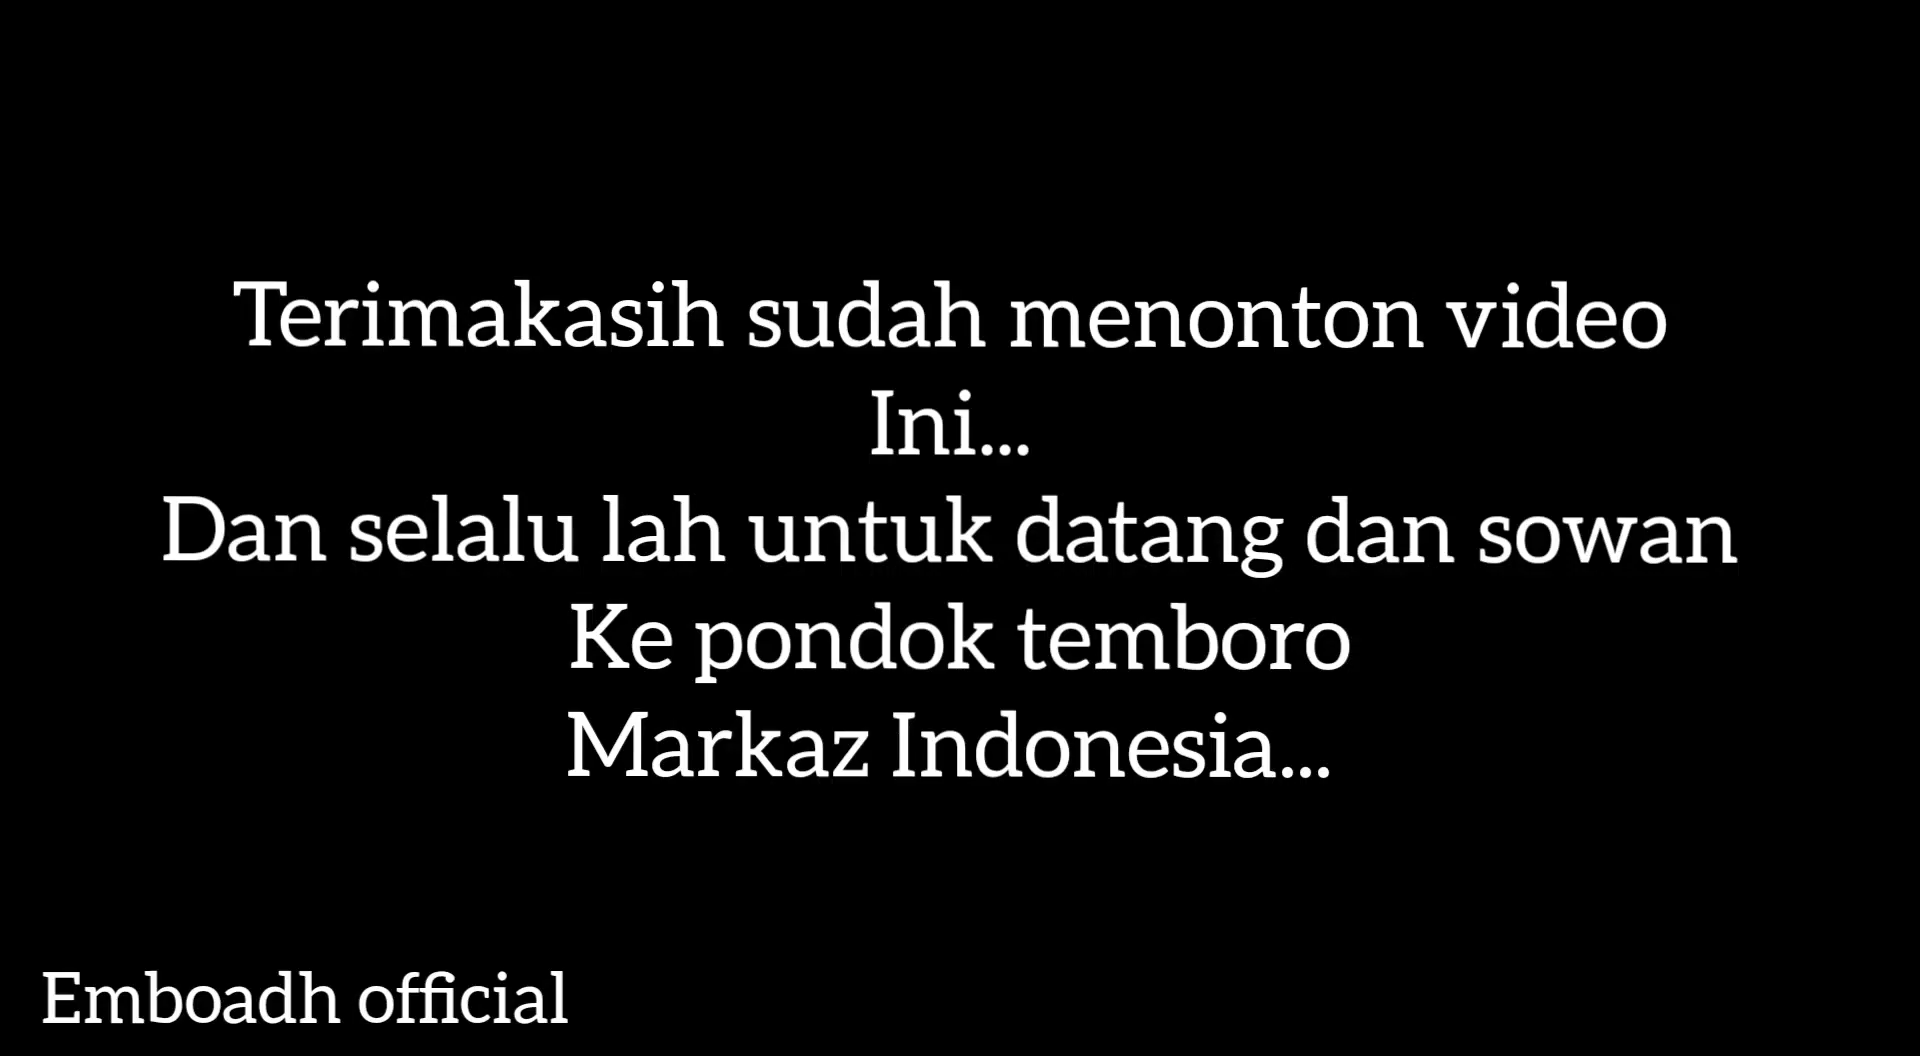 Terimakasih sudah menonton video
Ini...
Dan selalu lah untuk datang dan sowan
Ke pondok temboro
Markaz Indonesia...
Emboadh official